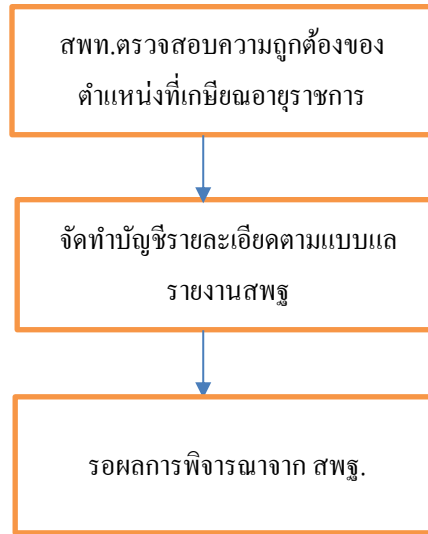 สพท.ตรวจสอบความถูกต้องของ
ตำแหน่งที่เกษียณอายุราชการ
จัดทำบัญชีรายละเอียดตามแบบแล
รายงานสพฐ
รอผลการพิจารณาจาก สพฐ.